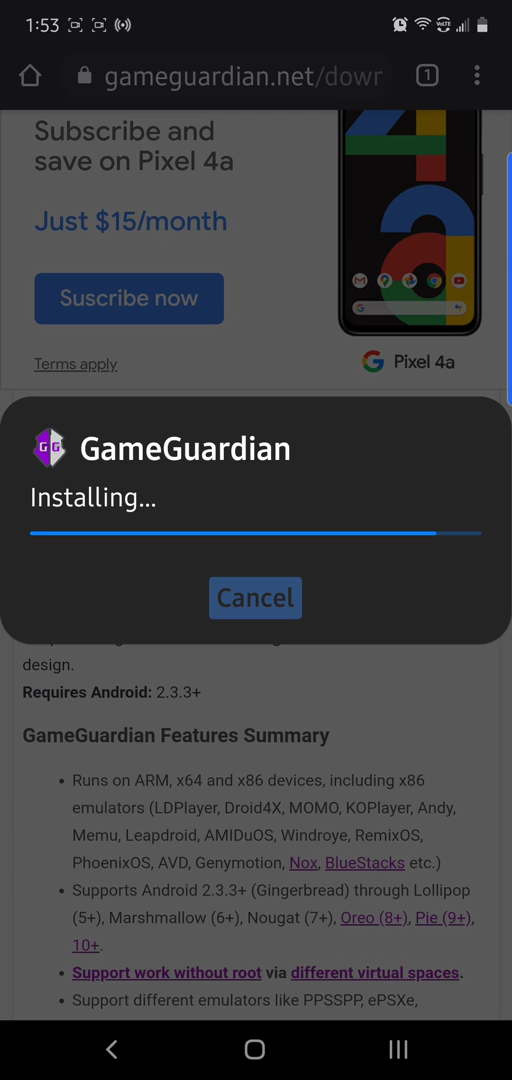 1:53
VoLTE
gameguardian.net/dowr
1
Subscribe and
save on Pixel 4a
Just $15/month
Suscribe now
Terms apply
G Pixel 4a
GG GameGuardian
Installing...
Cancel
design.
Requires Android: 2.3.3+
GameGuardian Features Summary
• Runs on ARM, x64 and x86 devices, including x86
emulators (LDPlayer, Droid4X, MOMO, KOPlayer, Andy,
Memu, Leapdroid, AMIDuOS, Windroye, RemixOS,
PhoenixOS, AVD, Genymotion, Nox, BlueStacks etc.)
• Supports Android 2.3.3+ (Gingerbread) through Lollipop
(5+), Marshmallow (6+), Nougat (7+), Oreo (8+), Pie (9+),
10+.
• Support work without root via different virtual spaces.
• Support different emulators like PPSSPP, ePSXe,